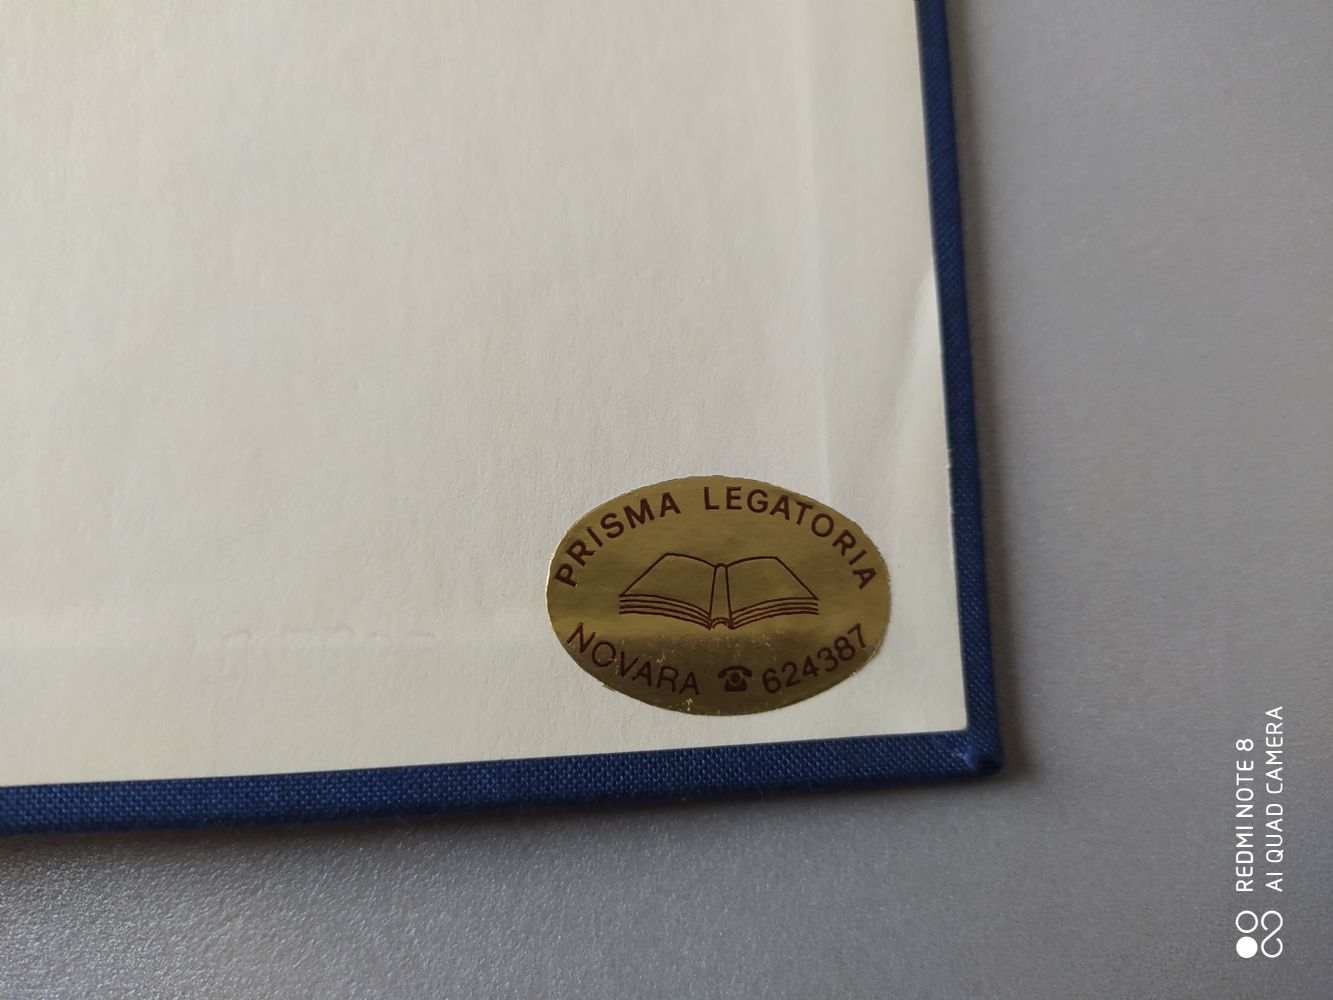 PRISMA LEGATORIA
NOVARA ☎ 624387
REDMI NOTE 8
AI QUAD CAMERA